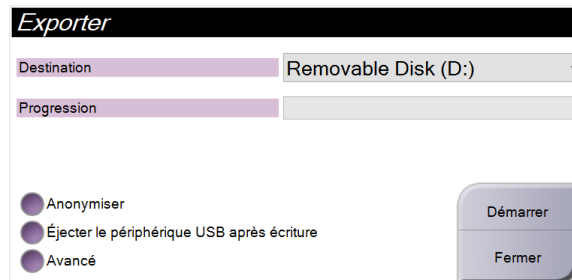 Exporter
Destination
Removable Disk (D:)
Progression
Anonymiser
Éjecter le périphérique USB après écriture
Avancé
Démarrer
Fermer